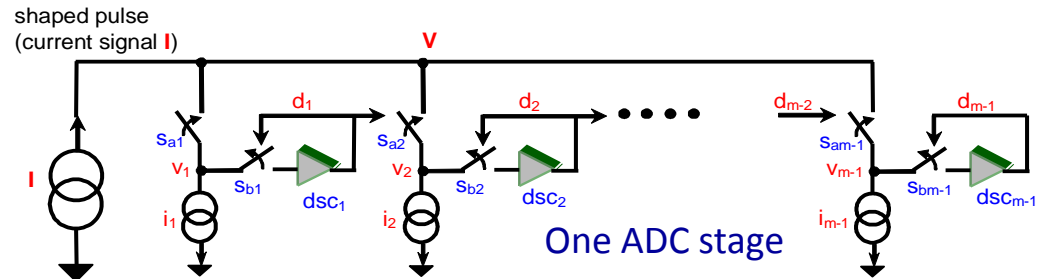 shaped pulse
(current signal I)
V
d1
d2
dm-2
dm-1
sa1
sa2
sam-1
I
v1
sb1
dsc1
v2
sb2
dsc2
vm-1
sbm-1
dscm-1
i1
i2
im-1
One ADC stage